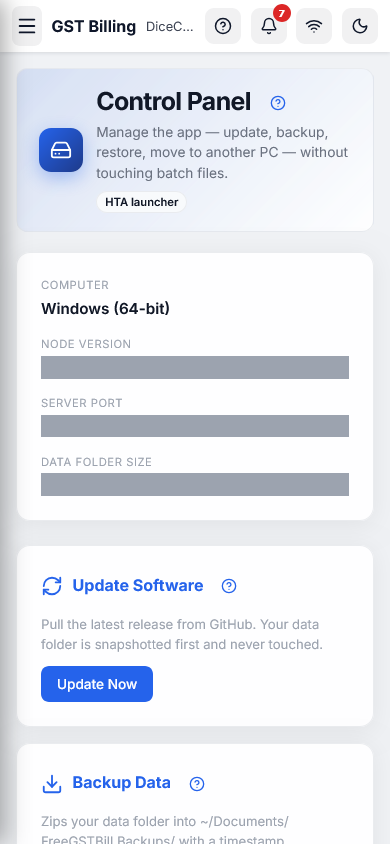 GST Billing DiceC...
7
Control Panel
Manage the app — update, backup,
restore, move to another PC — without
touching batch files.
HTA launcher
COMPUTER
Windows (64-bit)
NODE VERSION
SERVER PORT
DATA FOLDER SIZE
Update Software
Pull the latest release from GitHub. Your data
folder is snapshotted first and never touched.
Update Now
Backup Data
Zips your data folder into ~/Documents/
FreeGSTBill Backups/ with a timestamp